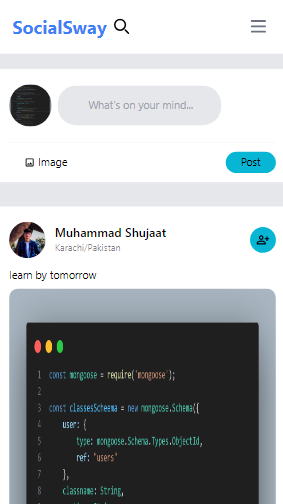 SocialSway
What's on your mind...
Image
Post
Muhammad Shujaat
Karachi/Pakistan
learn by tomorrow
1 const mongoose = require('mongoose');
2
3 const classesScheema = new mongoose.Schema({
4 user: {
5 type: mongoose.Schema.Types.ObjectId,
6 ref: "users"
7 },
8 classname: String,